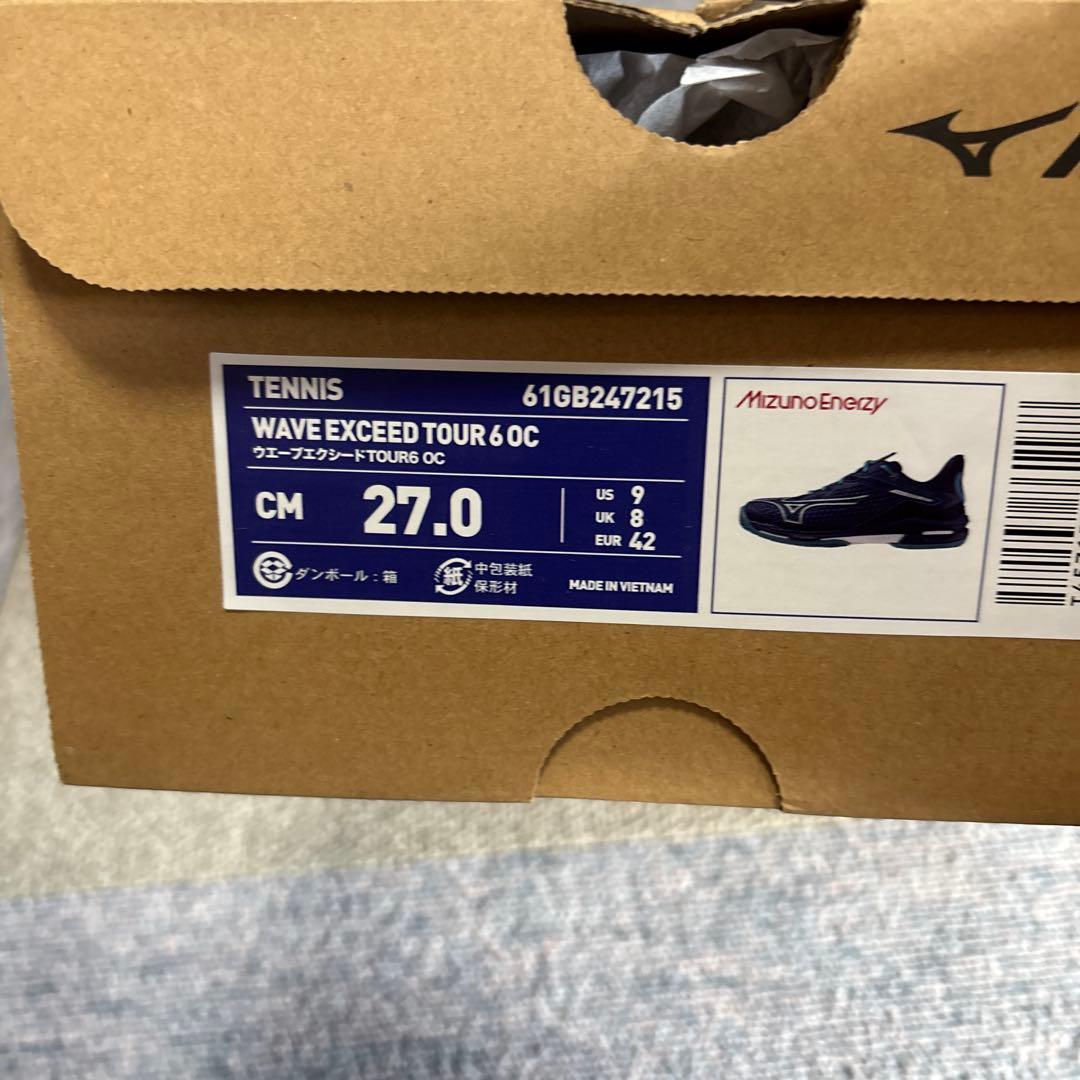 TENNIS
61GB247215
WAVE EXCEED TOUR 6 OC
ウエーブエクシードTOUR6 OC
CM 27.0
US 9
UK 8
EUR 42
ダンボール：箱
紙
中包装紙
保形材
MADE IN VIETNAM
MizunoEnerzy